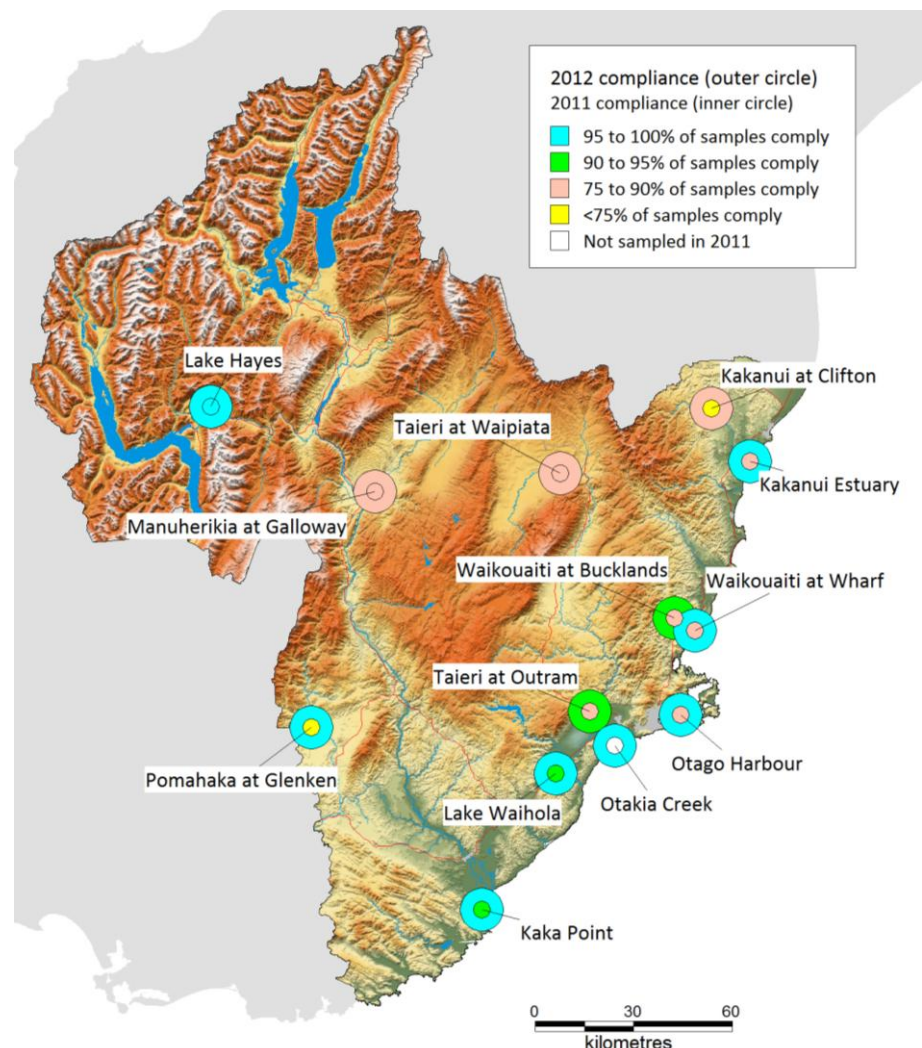 2012 compliance (outer circle)
2011 compliance (inner circle)
95 to 100% of samples comply
90 to 95% of samples comply
75 to 90% of samples comply
<75% of samples comply
Not sampled in 2011
Lake Hayes
Kakanui at Clifton
Taieri at Waipiata
Kakanui Estuary
Manuherikia at Galloway
Waikouaiti at Bucklands
Waikouaiti at Wharf
Taieri at Outram
Otago Harbour
Pomahaka at Glenken
Otakia Creek
Lake Waihola
Kaka Point
0 30 60
kilometres